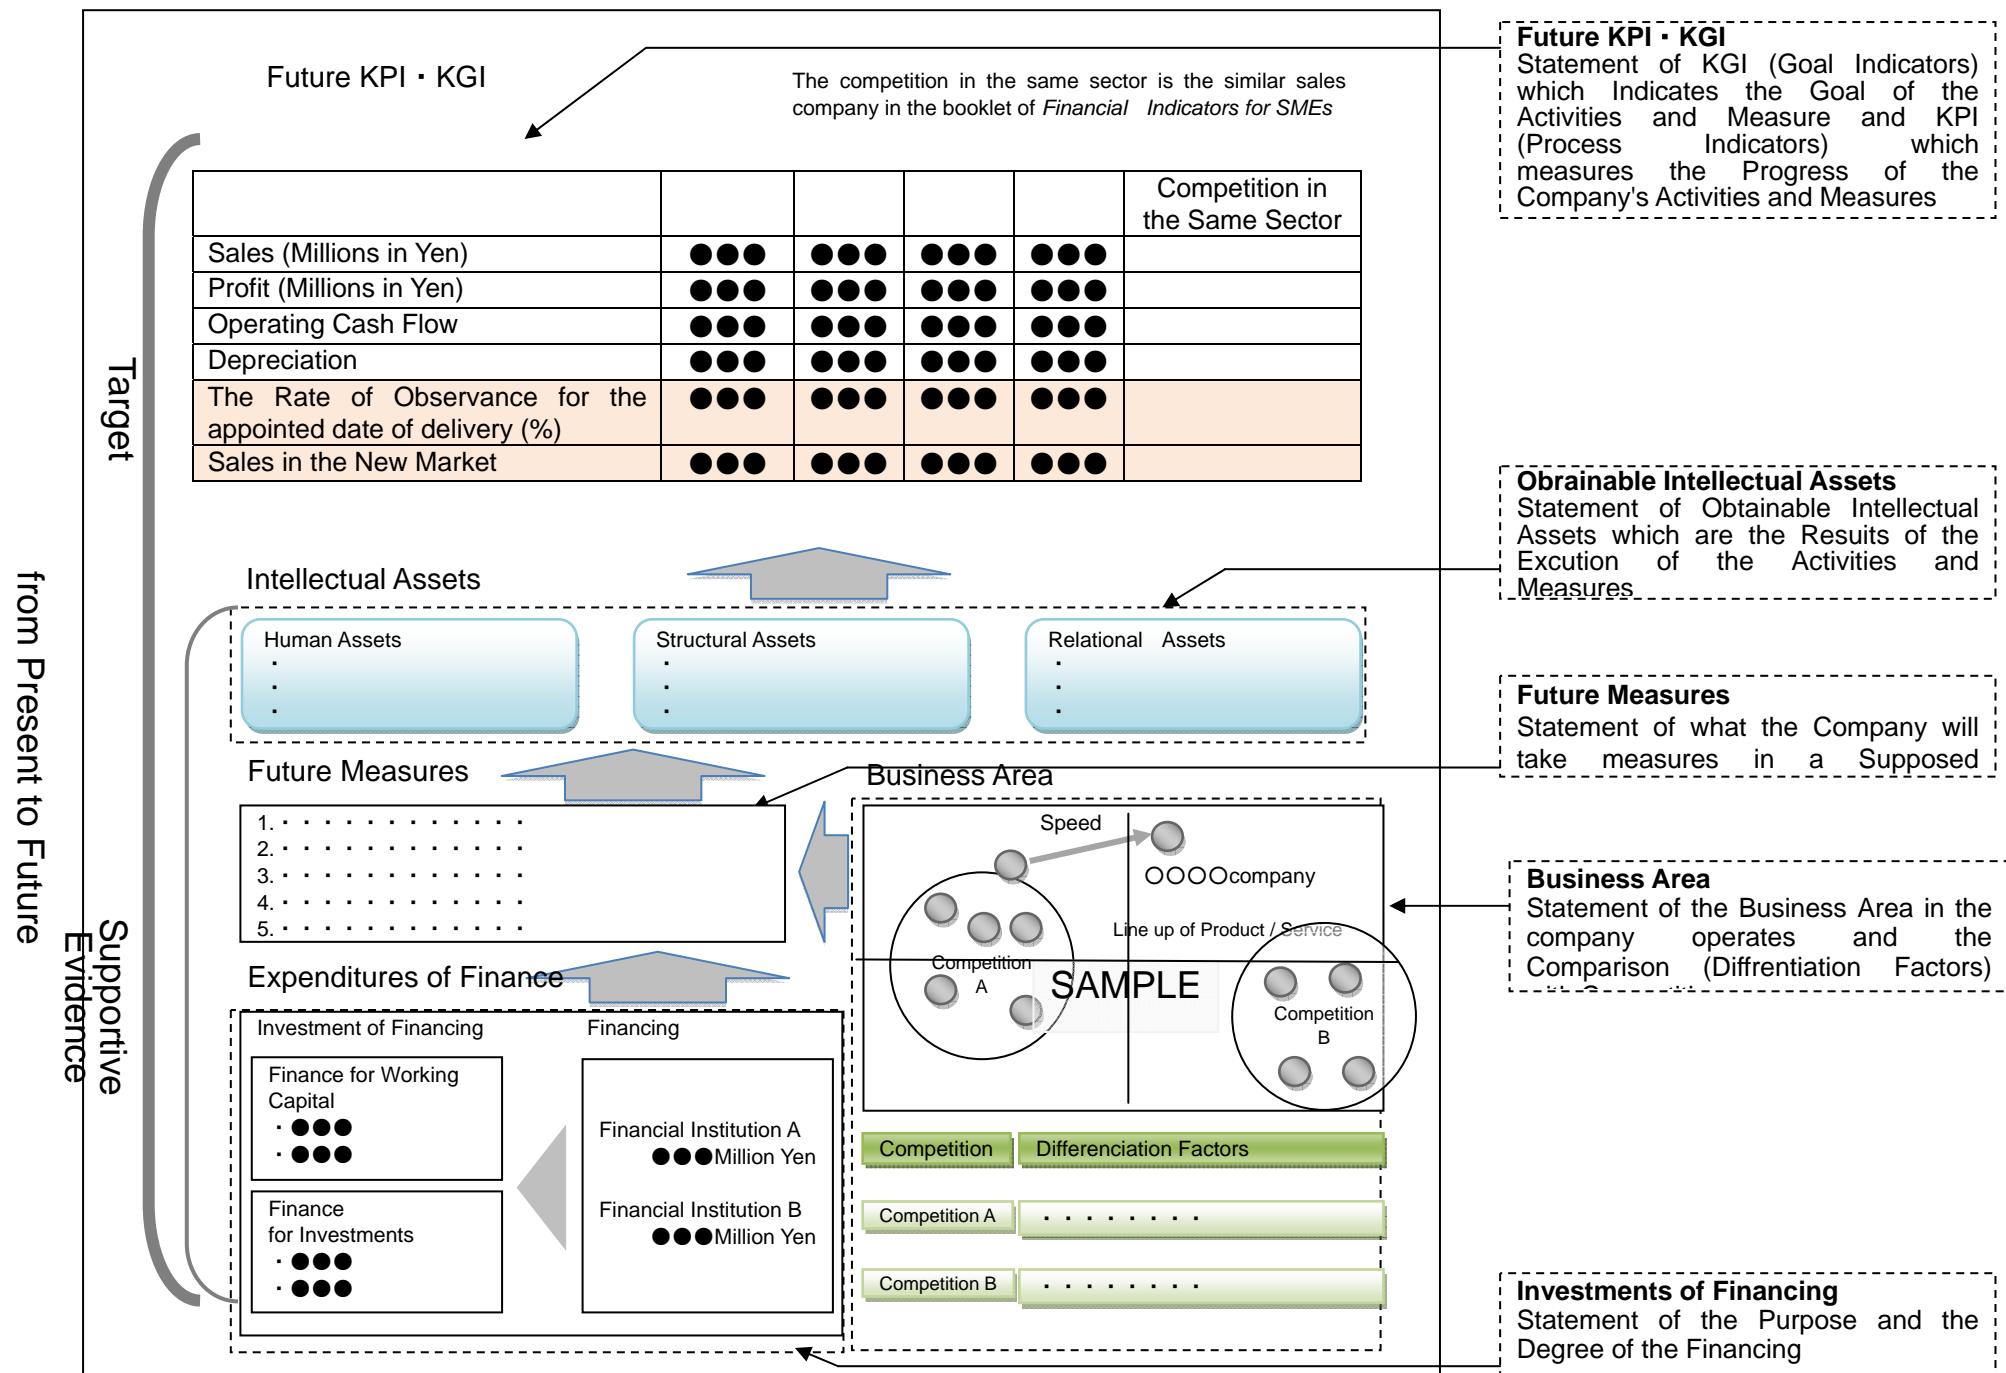 Future KPI・KGI
The competition in the same sector is the similar sales
company in the booklet of Financial Indicators for SMEs
Competition in
the Same Sector
Sales (Millions in Yen) ●●● ●●● ●●● ●●●
Profit (Millions in Yen) ●●● ●●● ●●● ●●●
Operating Cash Flow ●●● ●●● ●●● ●●●
Depreciation ●●● ●●● ●●● ●●●
The Rate of Observance for the ●●● ●●● ●●● ●●●
appointed date of delivery (%)
Sales in the New Market ●●● ●●● ●●● ●●●
from Present to Future
Target
Supportive
Evidence
Intellectual Assets
Human Assets
・
・
・
Structural Assets
・
・
・
Relational Assets
・
・
・
Future Measures
1.・・・・・・・・・・・・
2.・・・・・・・・・・・・
3.・・・・・・・・・・・・
4.・・・・・・・・・・・・
5.・・・・・・・・・・・・
Business Area
Speed
○○○○company
Line up of Product / Service
Competition
A
SAMPLE
Competition
B
Competition Differenciation Factors
Competition A ・・・・・・・・
Competition B ・・・・・・・・
Expenditures of Finance
Investment of Financing
Finance for Working
Capital
・●●●
・●●●
Finance
for Investments
・●●●
・●●●
Financing
Financial Institution A
●●●Million Yen
Financial Institution B
●●●Million Yen
Future KPI・KGI
Statement of KGI (Goal Indicators)
which Indicates the Goal of the
Activities and Measure and KPI
(Process Indicators) which
measures the Progress of the
Company's Activities and Measures
Obrainable Intellectual Assets
Statement of Obtainable Intellectual
Assets which are the Resuits of the
Excution of the Activities and
Measures
Future Measures
Statement of what the Company will
take measures in a Supposed
Business Area
Statement of the Business Area in the
company operates and the
Comparison (Diffrentiation Factors)
Investments of Financing
Statement of the Purpose and the
Degree of the Financing